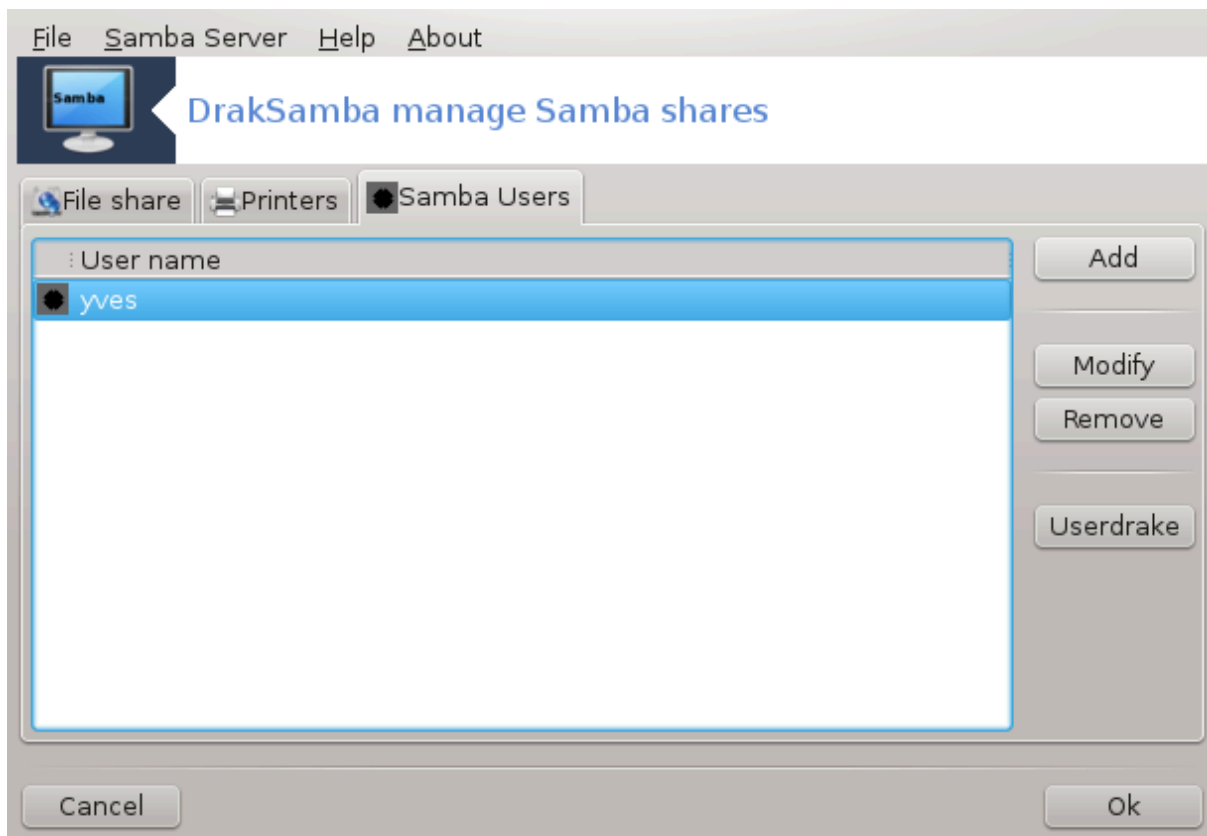 File Samba Server Help About
Samba
DrakSamba manage Samba shares
File share Printers Samba Users
User name
yves
Add
Modify
Remove
Userdrake
Cancel Ok